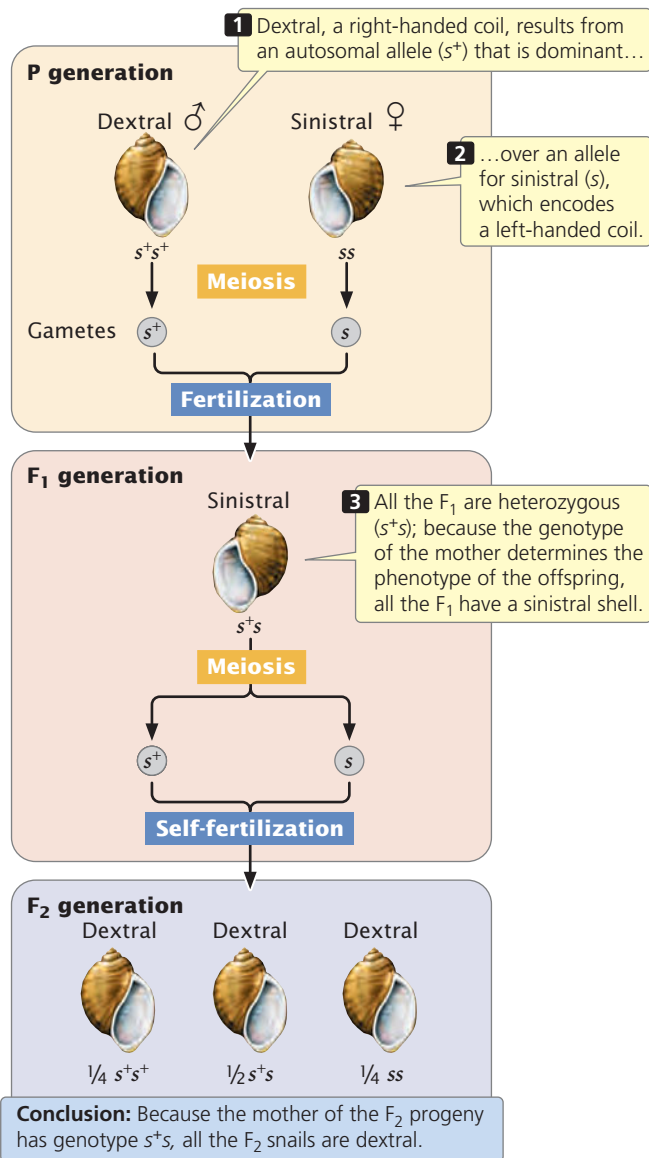 1 Dextral, a right-handed coil, results from
an autosomal allele (s⁺) that is dominant…
P generation
Dextral ♂
Sinistral ♀
2 …over an allele
for sinistral (s),
which encodes
a left-handed coil.
s⁺s⁺
ss
Meiosis
Gametes
s⁺
s
Fertilization
F₁ generation
Sinistral
3 All the F₁ are heterozygous
(s⁺s); because the genotype
of the mother determines the
phenotype of the offspring,
all the F₁ have a sinistral shell.
s⁺s
Meiosis
s⁺
s
Self-fertilization
F₂ generation
Dextral
Dextral
Dextral
¼ s⁺s⁺
½ s⁺s
¼ ss
Conclusion: Because the mother of the F₂ progeny
has genotype s⁺s, all the F₂ snails are dextral.